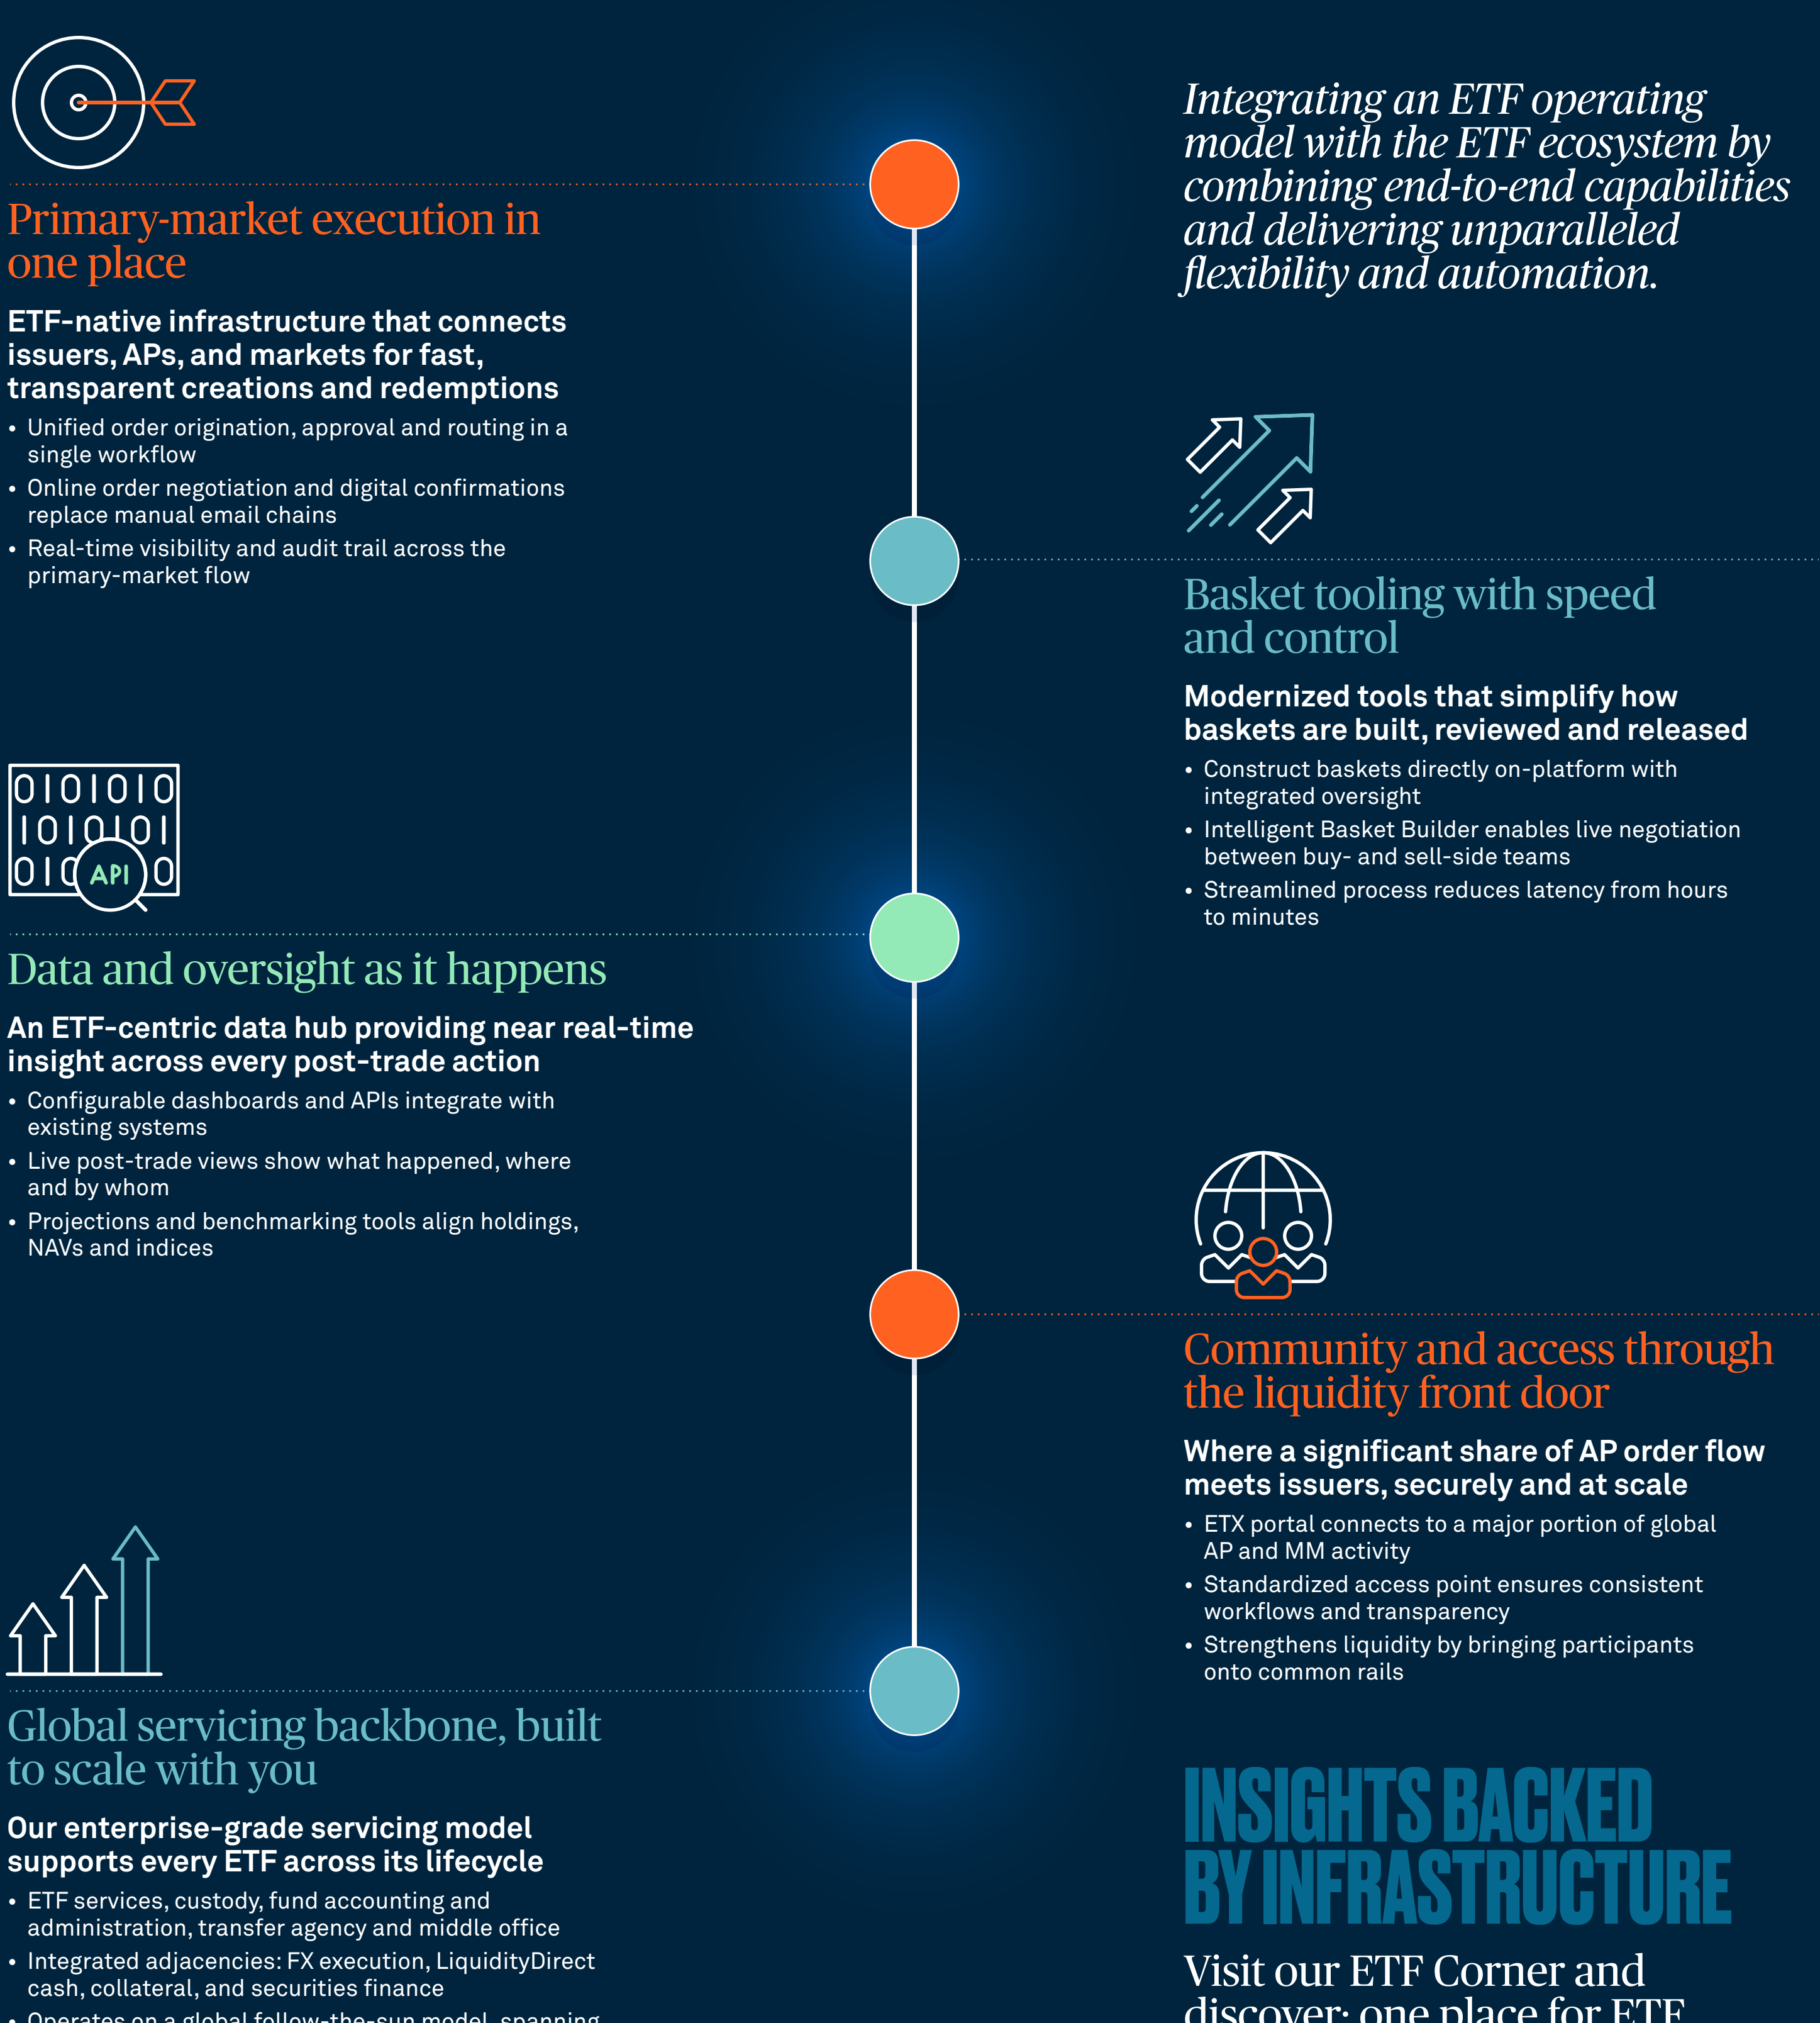 Integrating an ETF operating
model with the ETF ecosystem by
combining end-to-end capabilities
and delivering unparalleled
flexibility and automation.
Primary-market execution in
one place
ETF-native infrastructure that connects
issuers, APs, and markets for fast,
transparent creations and redemptions
• Unified order origination, approval and routing in a
single workflow
• Online order negotiation and digital confirmations
replace manual email chains
• Real-time visibility and audit trail across the
primary-market flow
Basket tooling with speed
and control
Modernized tools that simplify how
baskets are built, reviewed and released
• Construct baskets directly on-platform with
integrated oversight
• Intelligent Basket Builder enables live negotiation
between buy- and sell-side teams
• Streamlined process reduces latency from hours
to minutes
0101010
1010101
010 0
API
Data and oversight as it happens
An ETF-centric data hub providing near real-time
insight across every post-trade action
• Configurable dashboards and APIs integrate with
existing systems
• Live post-trade views show what happened, where
and by whom
• Projections and benchmarking tools align holdings,
NAVs and indices
Community and access through
the liquidity front door
Where a significant share of AP order flow
meets issuers, securely and at scale
• ETX portal connects to a major portion of global
AP and MM activity
• Standardized access point ensures consistent
workflows and transparency
• Strengthens liquidity by bringing participants
onto common rails
Global servicing backbone, built
to scale with you
Our enterprise-grade servicing model
supports every ETF across its lifecycle
• ETF services, custody, fund accounting and
administration, transfer agency and middle office
• Integrated adjacencies: FX execution, LiquidityDirect
cash, collateral, and securities finance
• Operates on a global follow-the-sun model, spanning
INSIGHTS BACKED
BY INFRASTRUCTURE
Visit our ETF Corner and
discover: one place for ETF